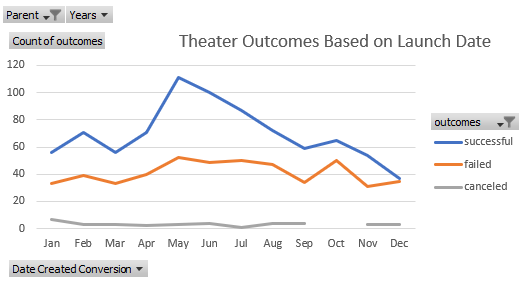 Parent Years
Count of outcomes
Theater Outcomes Based on Launch Date
120
100
80
60
40
20
0
Jan Feb Mar Apr May Jun Jul Aug Sep Oct Nov Dec
outcomes
successful
failed
canceled
Date Created Conversion